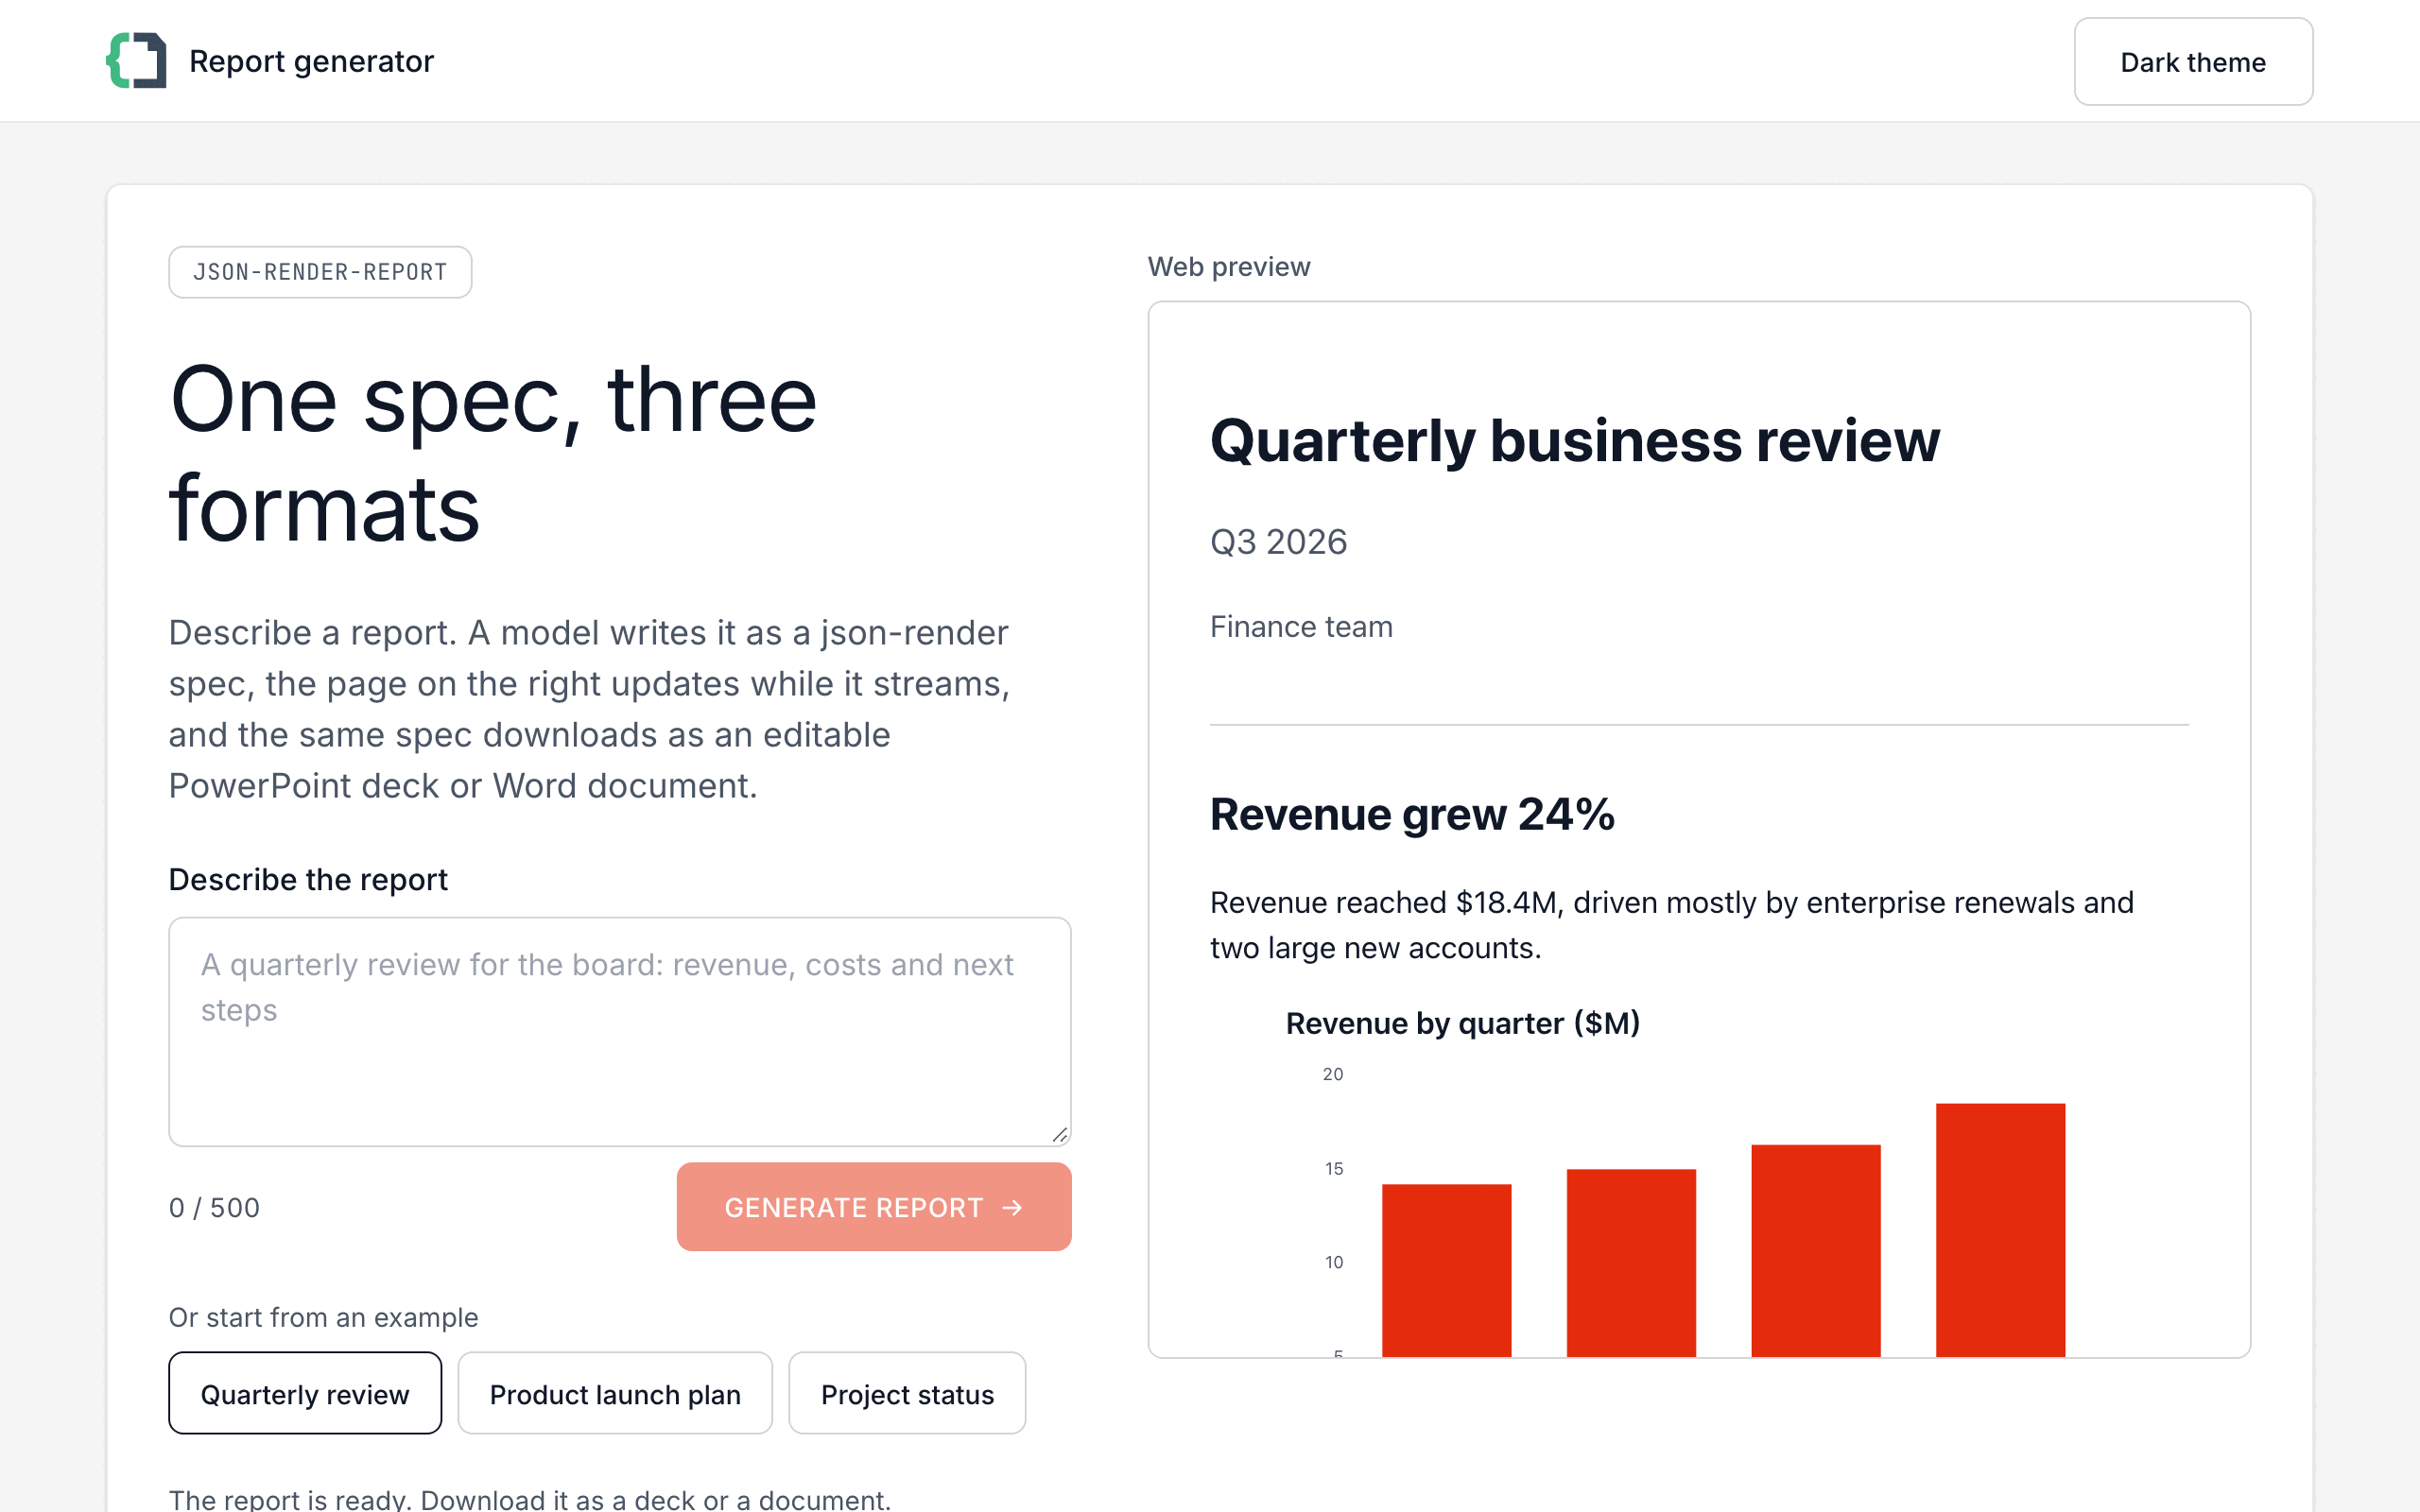 Report generator
Dark theme
JSON-RENDER-REPORT
One spec, three
formats
Describe a report. A model writes it as a json-render
spec, the page on the right updates while it streams,
and the same spec downloads as an editable
PowerPoint deck or Word document.
Describe the report
A quarterly review for the board: revenue, costs and next
steps
0 / 500
GENERATE REPORT →
Or start from an example
Quarterly review
Product launch plan
Project status
The report is ready. Download it as a deck or a document.
Web preview
Quarterly business review
Q3 2026
Finance team
Revenue grew 24%
Revenue reached $18.4M, driven mostly by enterprise renewals and
two large new accounts.
Revenue by quarter ($M)
20
15
10
5